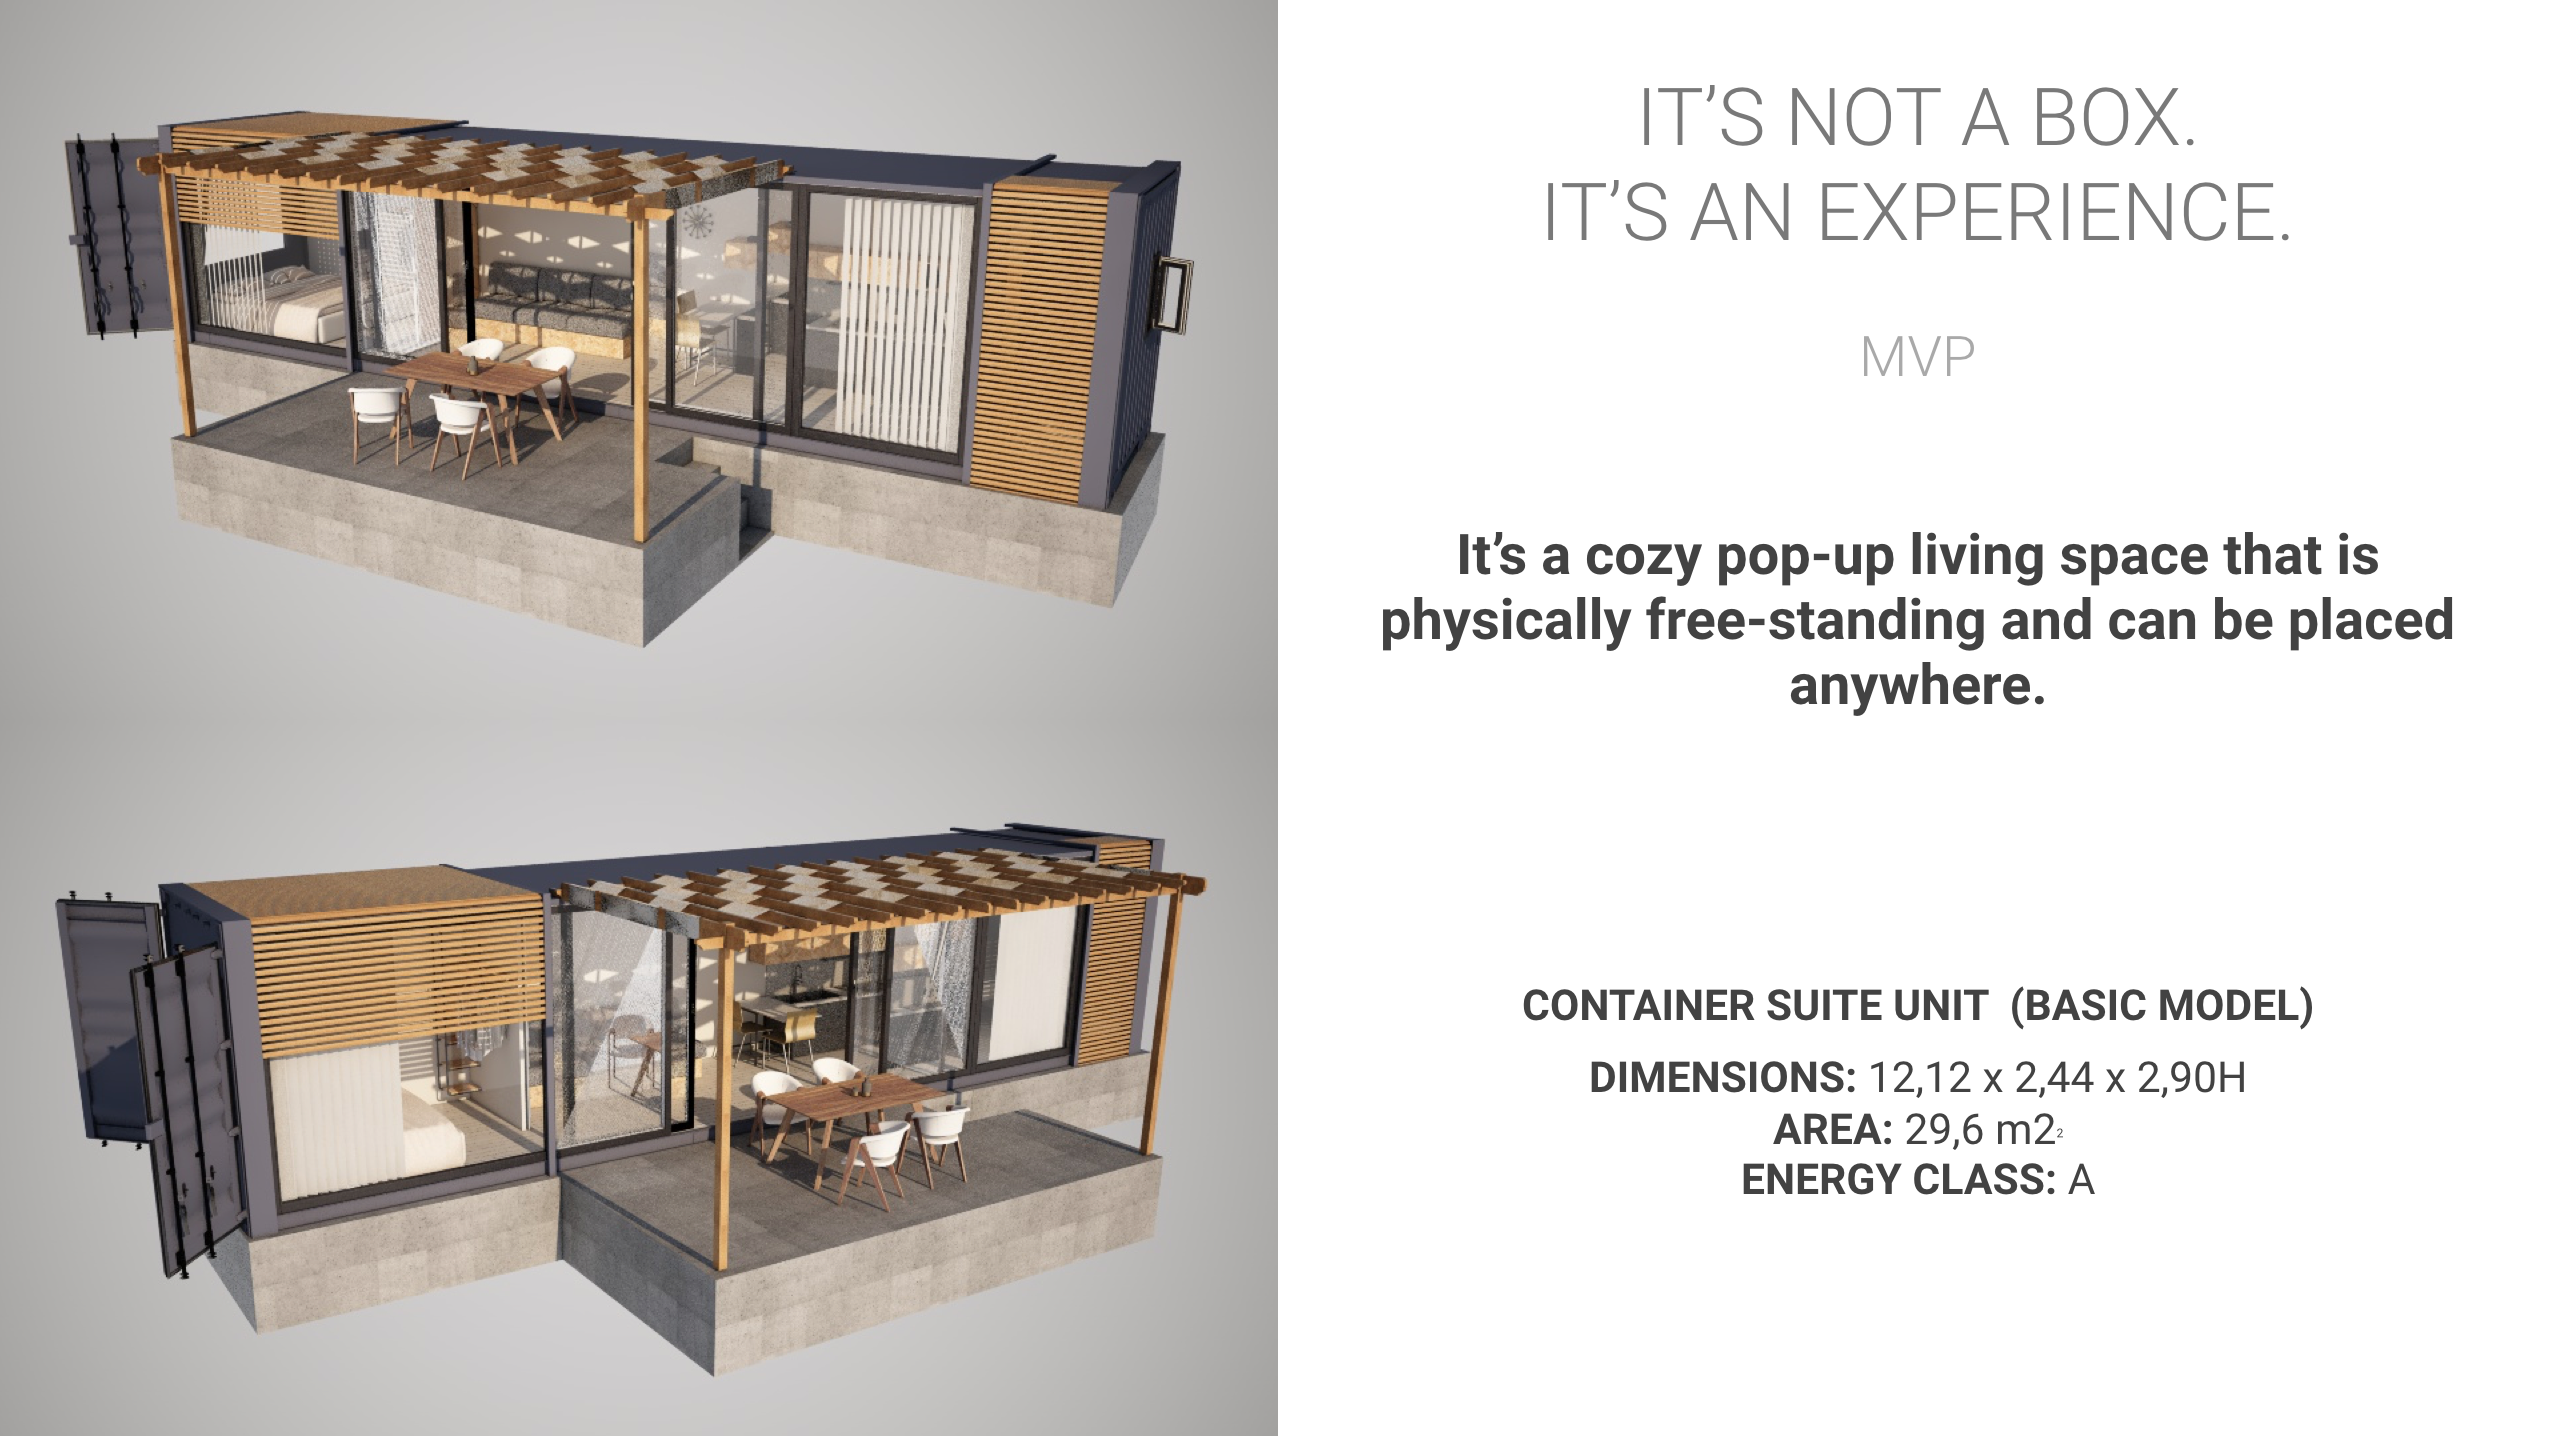 IT’S NOT A BOX.
IT’S AN EXPERIENCE.
MVP
It’s a cozy pop-up living space that is
physically free-standing and can be placed
anywhere.
CONTAINER SUITE UNIT  (BASIC MODEL)
DIMENSIONS: 12,12 x 2,44 x 2,90H
AREA: 29,6 m2²
ENERGY CLASS: A